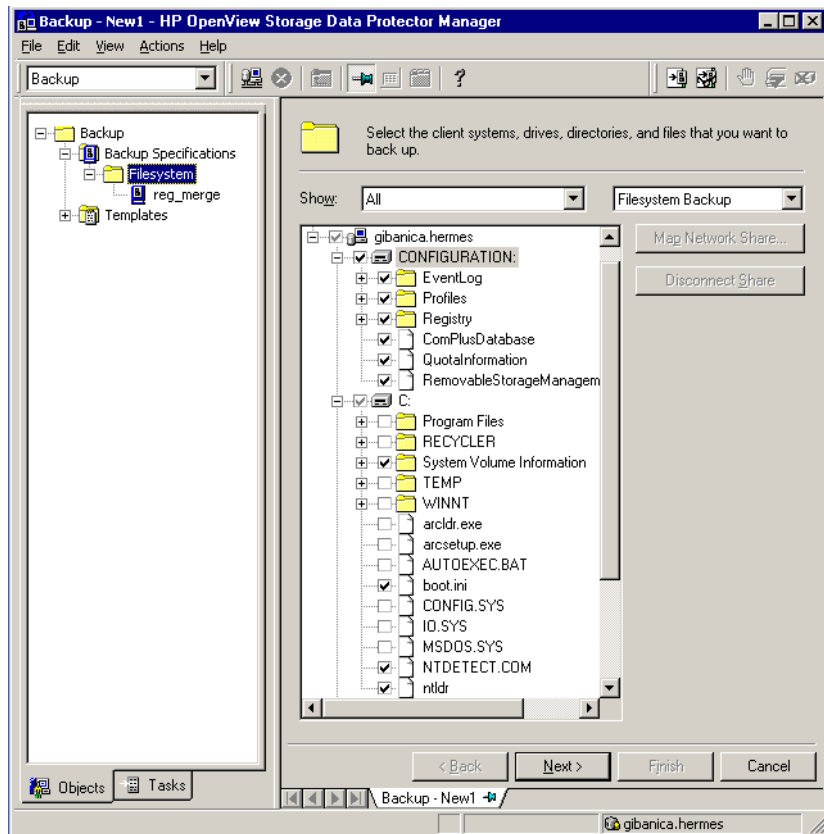 Backup - New1 - HP OpenView Storage Data Protector Manager
File Edit View Actions Help
Backup
?
Backup
Backup Specifications
Filesystem
reg_merge
Templates
Select the client systems, drives, directories, and files that you want to
back up.
Show: All Filesystem Backup
gibanica.hermes
CONFIGURATION:
EventLog
Profiles
Registry
ComPlusDatabase
QuotaInformation
RemovableStorageManagem
C:
Program Files
RECYCLER
System Volume Information
TEMP
WINNT
arcldr.exe
arcsetup.exe
AUTOEXEC.BAT
boot.ini
CONFIG.SYS
IO.SYS
MSDOS.SYS
NTDETECT.COM
ntldr
Map Network Share...
Disconnect Share
< Back Next > Finish Cancel
Objects Tasks
Backup - New1
gibanica.hermes